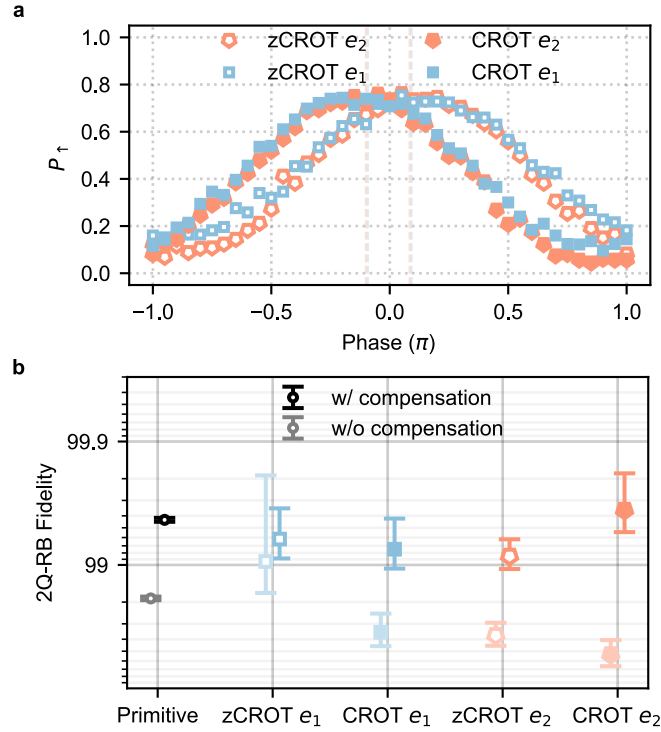 a
1.0
0.8
0.6
0.4
0.2
0.0
P↑
zCROT e2
CROT e2
zCROT e1
CROT e1
−1.0 −0.5 0.0 0.5 1.0
Phase (π)
b
w/ compensation
w/o compensation
99.9
99
2Q-RB Fidelity
Primitive zCROT e1 CROT e1 zCROT e2 CROT e2